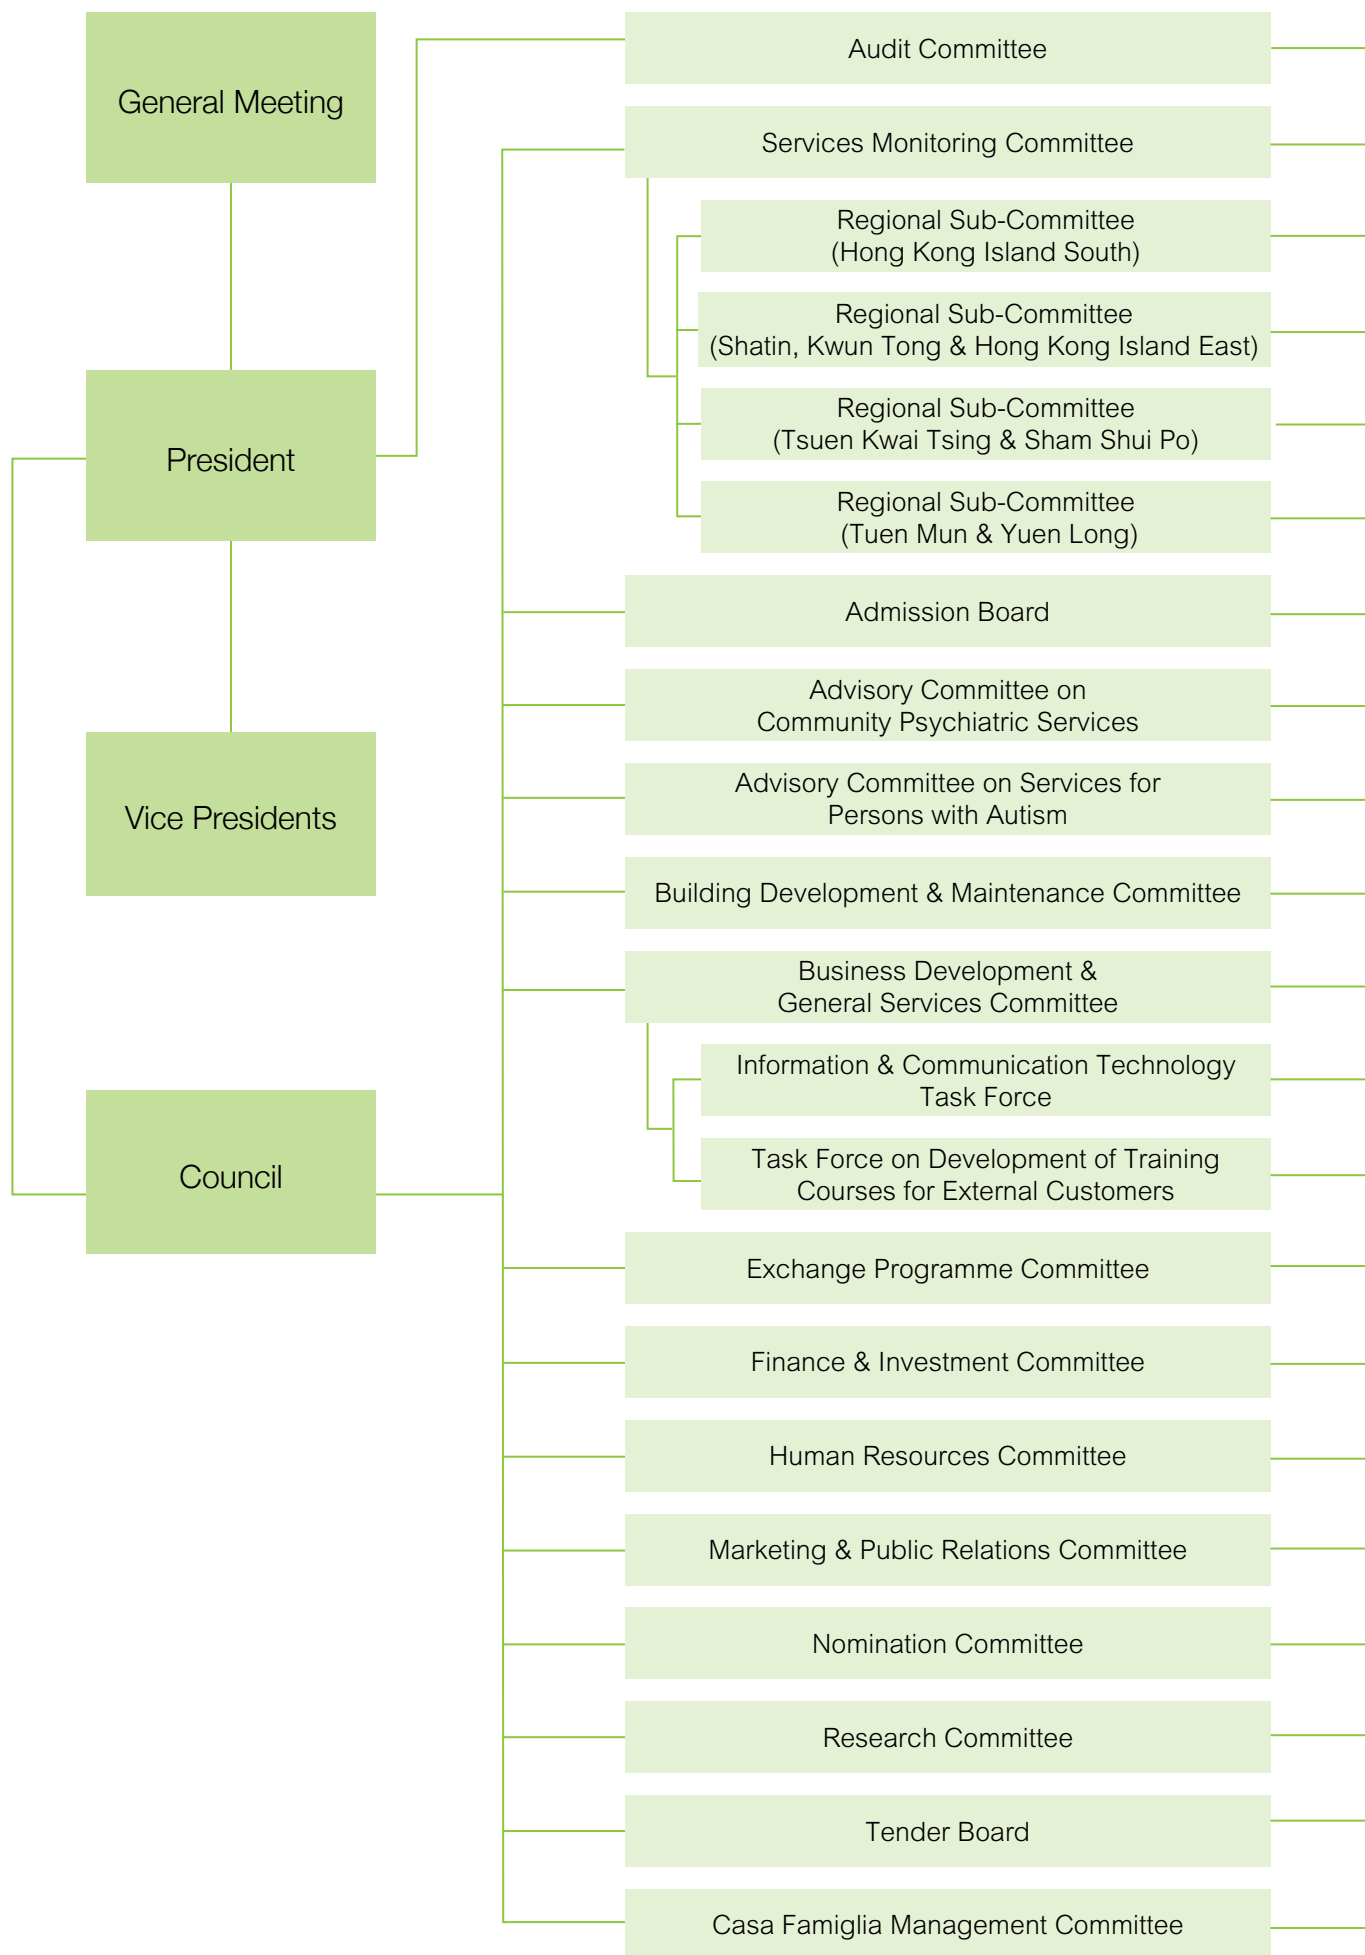 General Meeting
President
Vice Presidents
Council
Audit Committee
Services Monitoring Committee
Regional Sub-Committee
(Hong Kong Island South)
Regional Sub-Committee
(Shatin, Kwun Tong & Hong Kong Island East)
Regional Sub-Committee
(Tsuen Kwai Tsing & Sham Shui Po)
Regional Sub-Committee
(Tuen Mun & Yuen Long)
Admission Board
Advisory Committee on
Community Psychiatric Services
Advisory Committee on Services for
Persons with Autism
Building Development & Maintenance Committee
Business Development &
General Services Committee
Information & Communication Technology
Task Force
Task Force on Development of Training
Courses for External Customers
Exchange Programme Committee
Finance & Investment Committee
Human Resources Committee
Marketing & Public Relations Committee
Nomination Committee
Research Committee
Tender Board
Casa Famiglia Management Committee